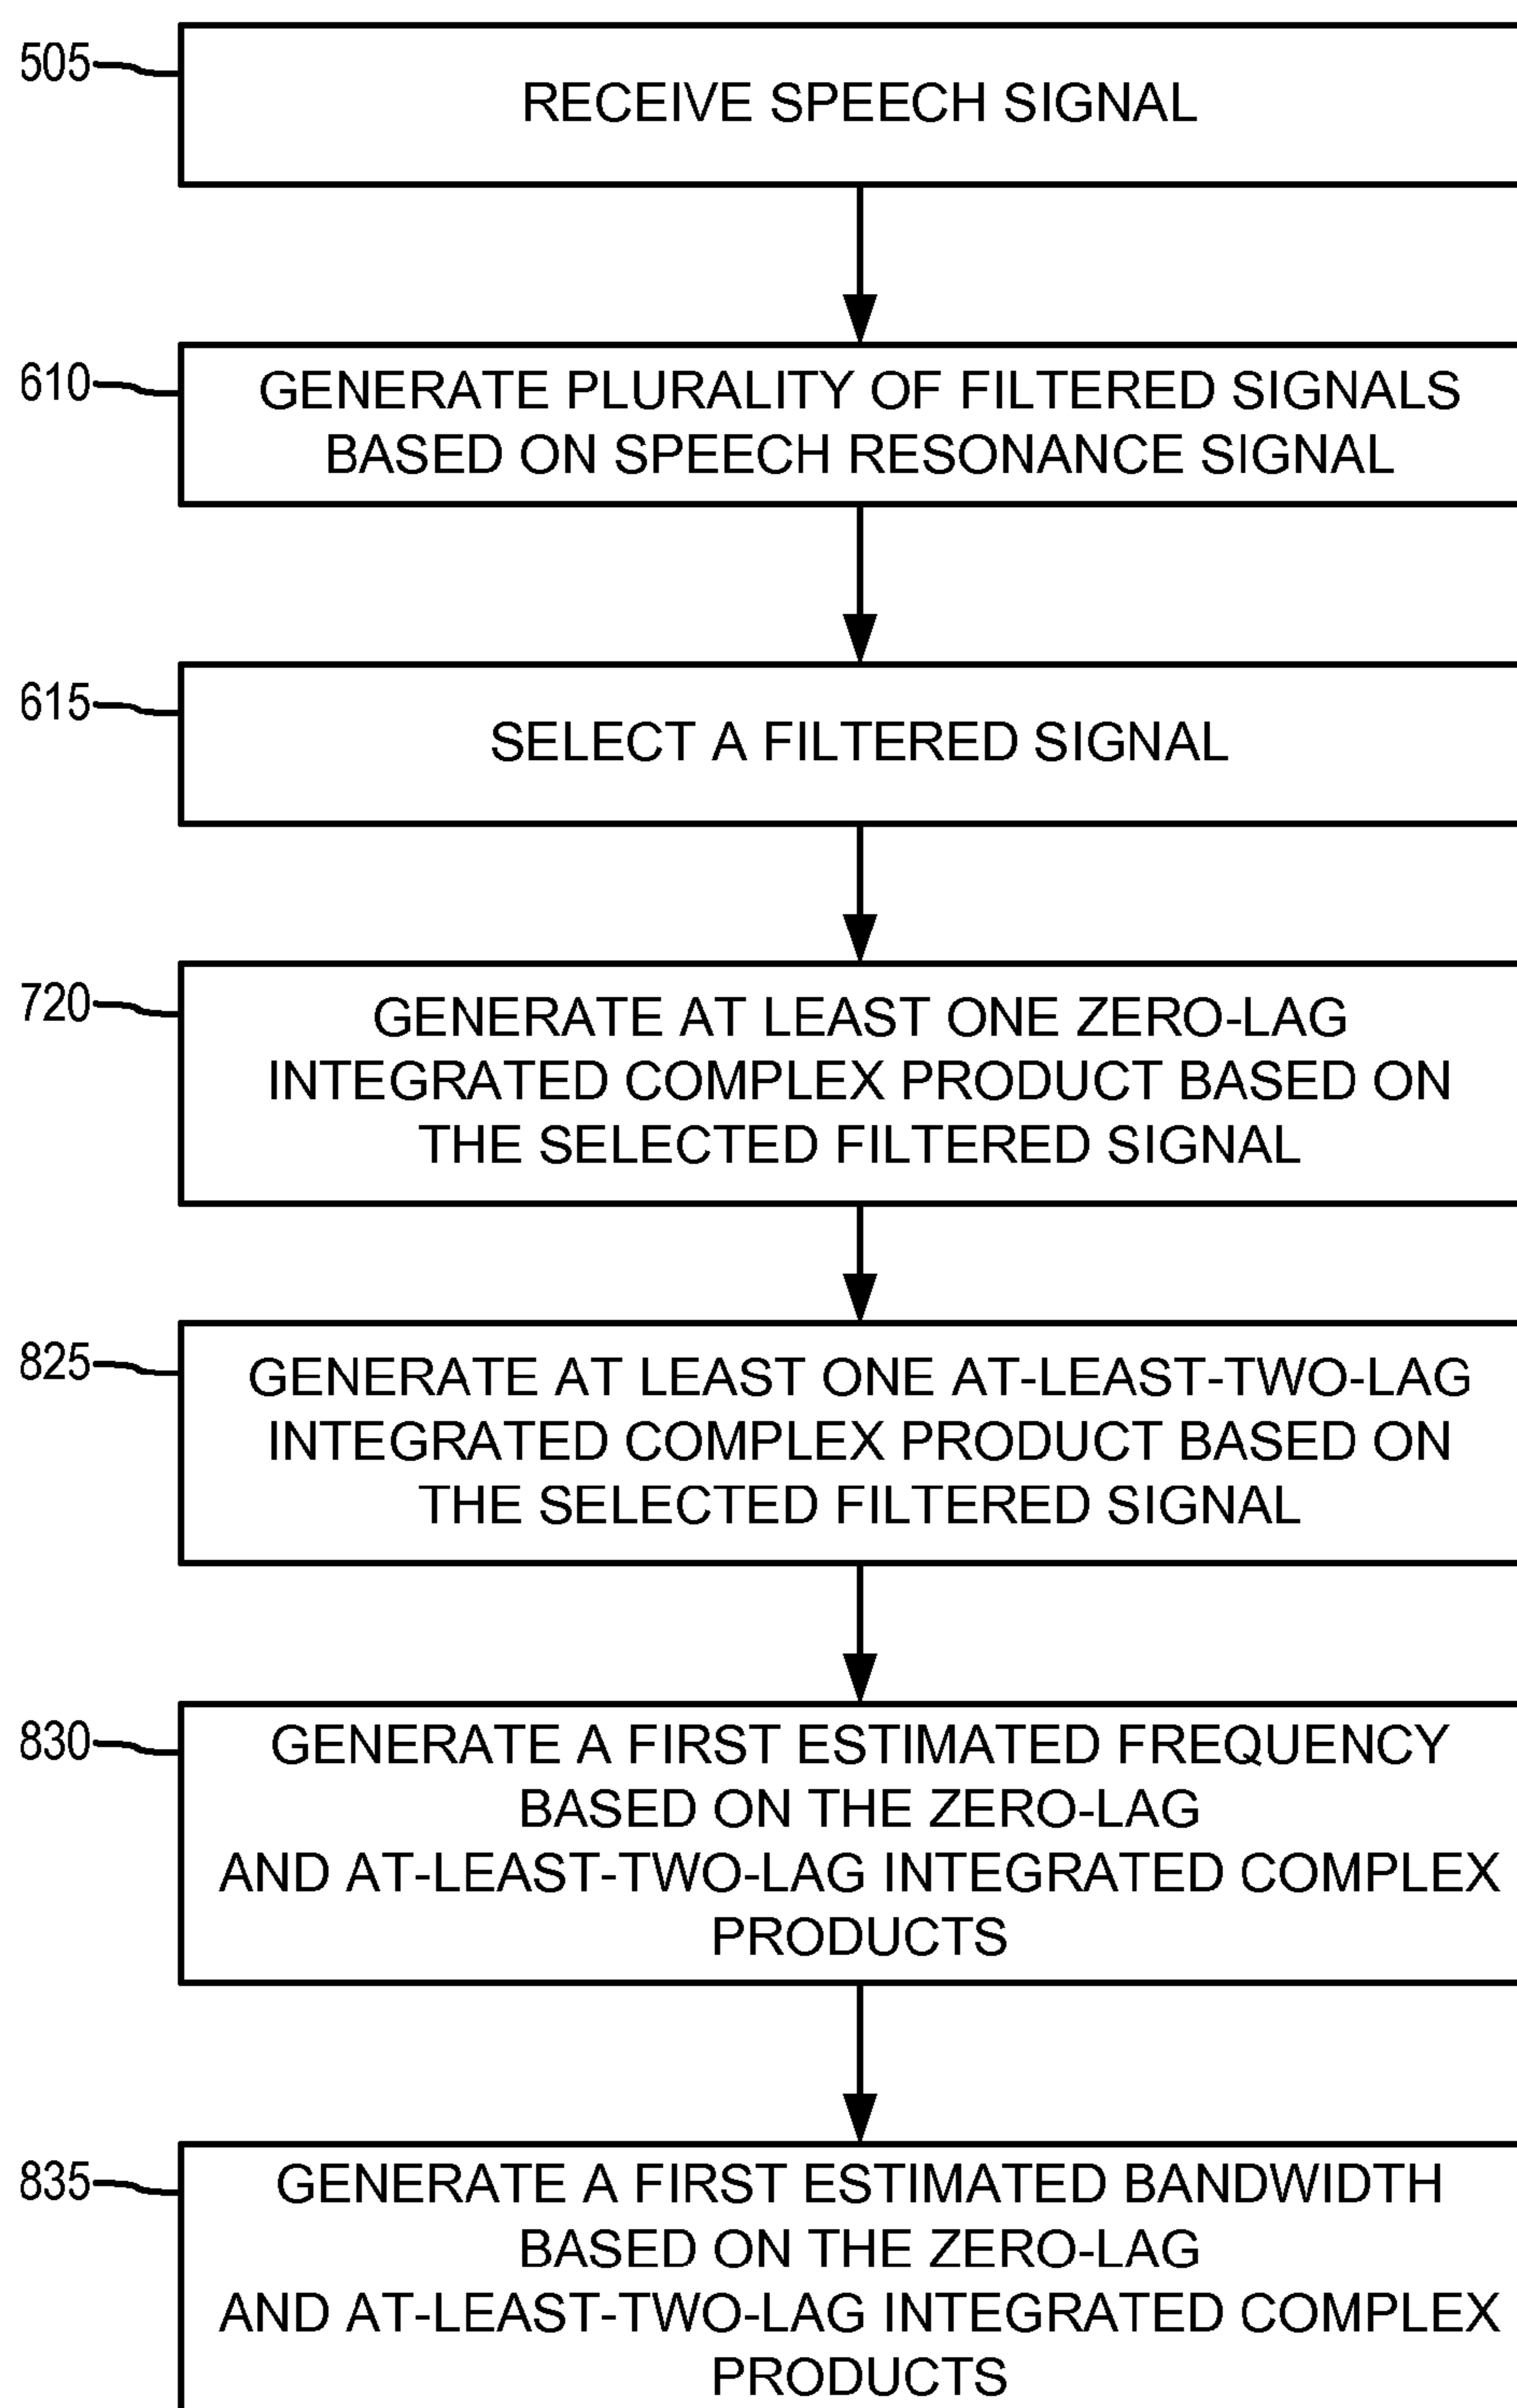 505
RECEIVE SPEECH SIGNAL
610
GENERATE PLURALITY OF FILTERED SIGNALS
BASED ON SPEECH RESONANCE SIGNAL
615
SELECT A FILTERED SIGNAL
720
GENERATE AT LEAST ONE ZERO-LAG
INTEGRATED COMPLEX PRODUCT BASED ON
THE SELECTED FILTERED SIGNAL
825
GENERATE AT LEAST ONE AT-LEAST-TWO-LAG
INTEGRATED COMPLEX PRODUCT BASED ON
THE SELECTED FILTERED SIGNAL
830
GENERATE A FIRST ESTIMATED FREQUENCY
BASED ON THE ZERO-LAG
AND AT-LEAST-TWO-LAG INTEGRATED COMPLEX
PRODUCTS
835
GENERATE A FIRST ESTIMATED BANDWIDTH
BASED ON THE ZERO-LAG
AND AT-LEAST-TWO-LAG INTEGRATED COMPLEX
PRODUCTS